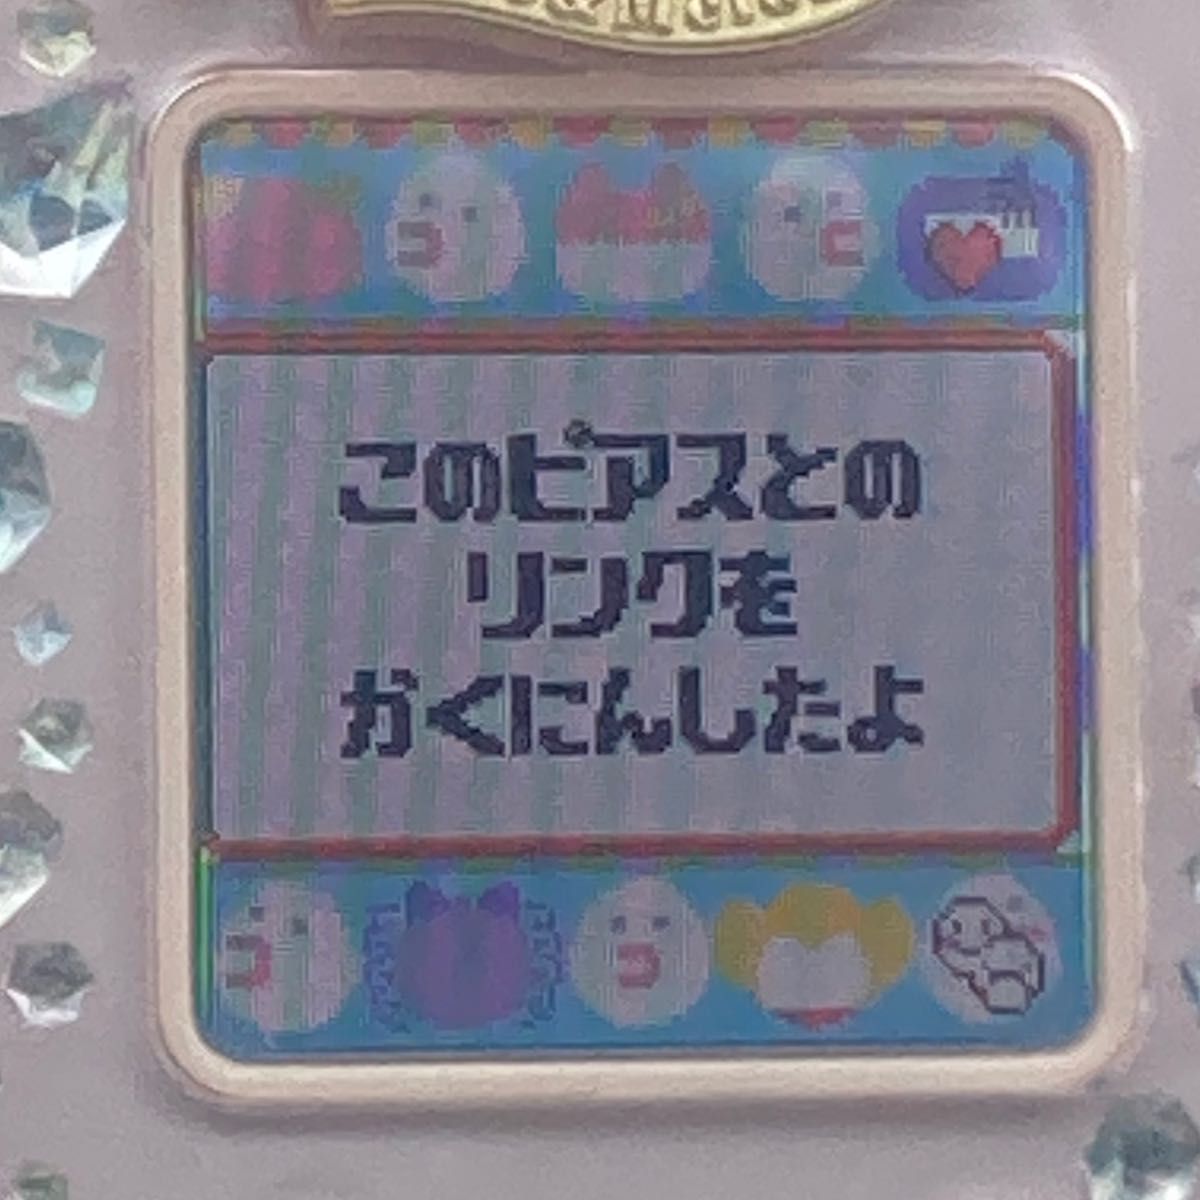 このピアスとの
リンクを
かくにんしたよ